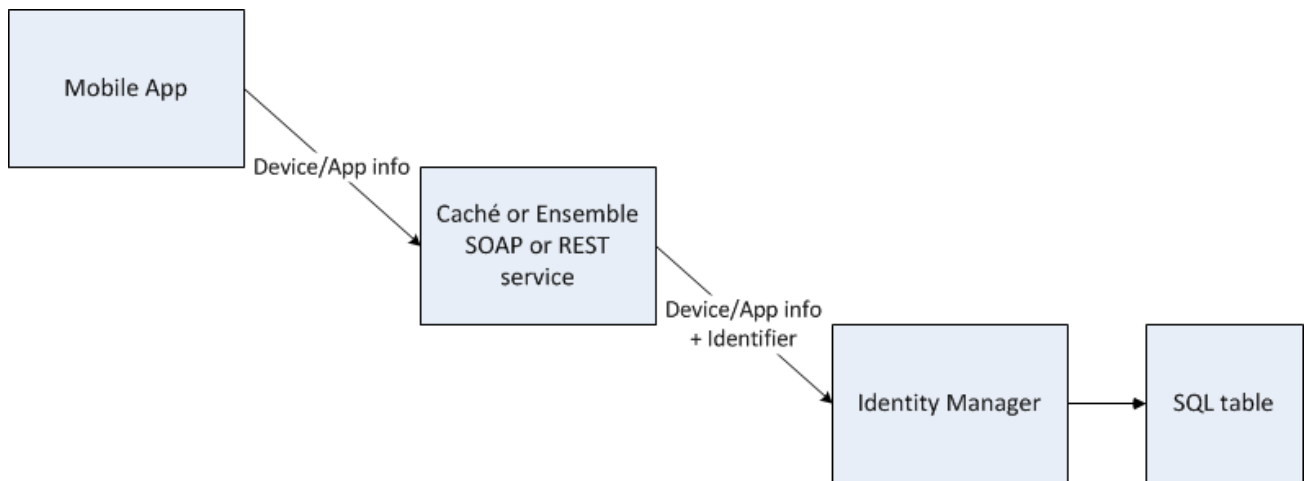 Mobile App
Device/App info
Caché or Ensemble
SOAP or REST
service
Device/App info
+ Identifier
Identity Manager
SQL table